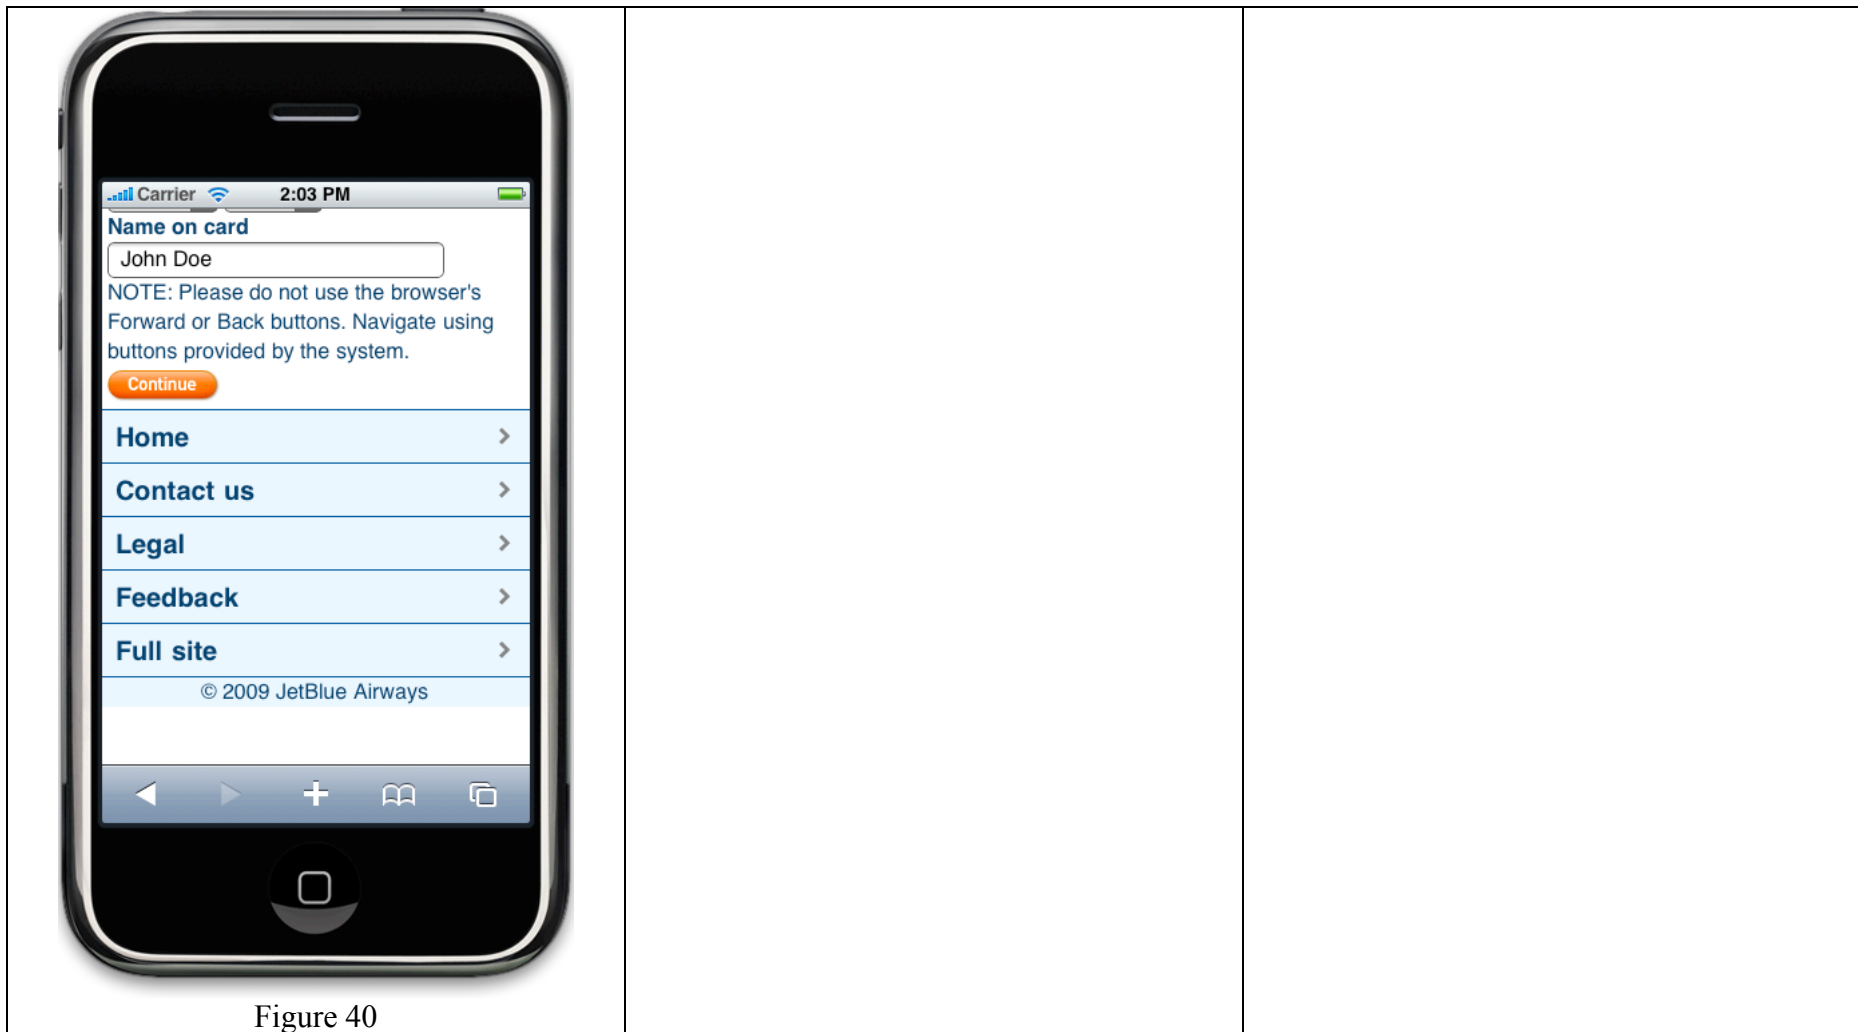 Carrier 2:03 PM
Name on card
John Doe
NOTE: Please do not use the browser's
Forward or Back buttons. Navigate using
buttons provided by the system.
Continue
Home
Contact us
Legal
Feedback
Full site
© 2009 JetBlue Airways
Figure 40